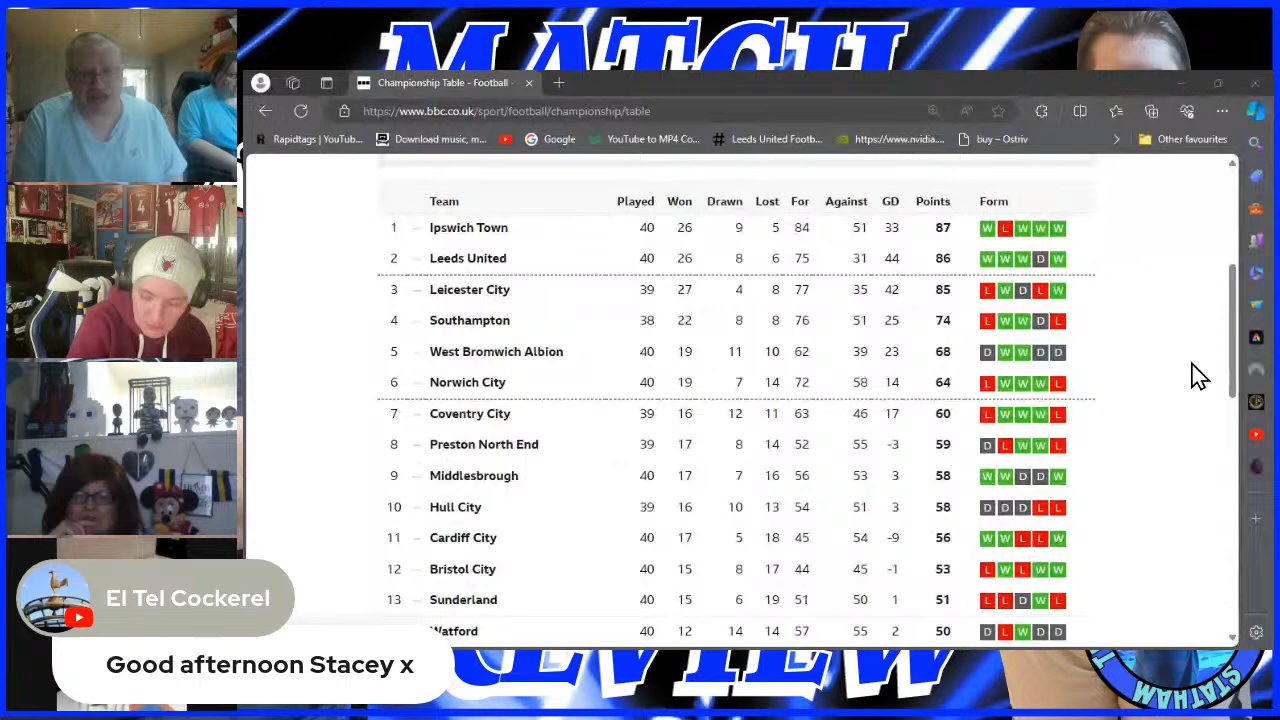 MATCH
Championship Table - Football
https://www.bbc.co.uk/sport/football/championship/table
Rapidtags | YouTub... Download music, m... Google YouTube to MP4 Co... Leeds United Footb... https://www.nvidia.... buy – Ostriv Other favourites
Team Played Won Drawn Lost For Against GD Points Form
1 Ipswich Town 40 26 9 5 84 51 33 87 W L W W W
2 Leeds United 40 26 8 6 75 31 44 86 W W W D W
3 Leicester City 39 27 4 8 77 35 42 85 L W D L W
4 Southampton 38 22 8 8 76 51 25 74 L W W D L
5 West Bromwich Albion 40 19 11 10 62 39 23 68 D W W D D
6 Norwich City 40 19 7 14 72 58 14 64 L W W W L
7 Coventry City 39 16 12 11 63 46 17 60 L W W W L
8 Preston North End 39 17 8 14 52 55 -3 59 D L W W L
9 Middlesbrough 40 17 7 16 56 53 3 58 W W D D W
10 Hull City 39 16 10 13 54 51 3 58 D D D L L
11 Cardiff City 40 17 5 18 45 54 -9 56 W W L L W
12 Bristol City 40 15 8 17 44 45 -1 53 L W L W W
13 Sunderland 40 15 6 19 51 50 1 51 L L D W L
Watford 40 12 14 14 57 55 2 50 D L W D D
El Tel Cockerel
Good afternoon Stacey x
REVIEW
STATHAM